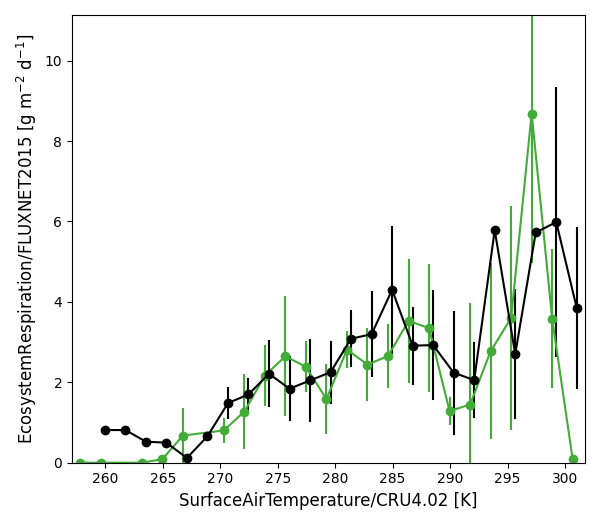 EcosystemRespiration/FLUXNET2015 [g m⁻² d⁻¹]
10
8
6
4
2
0
260 265 270 275 280 285 290 295 300
SurfaceAirTemperature/CRU4.02 [K]